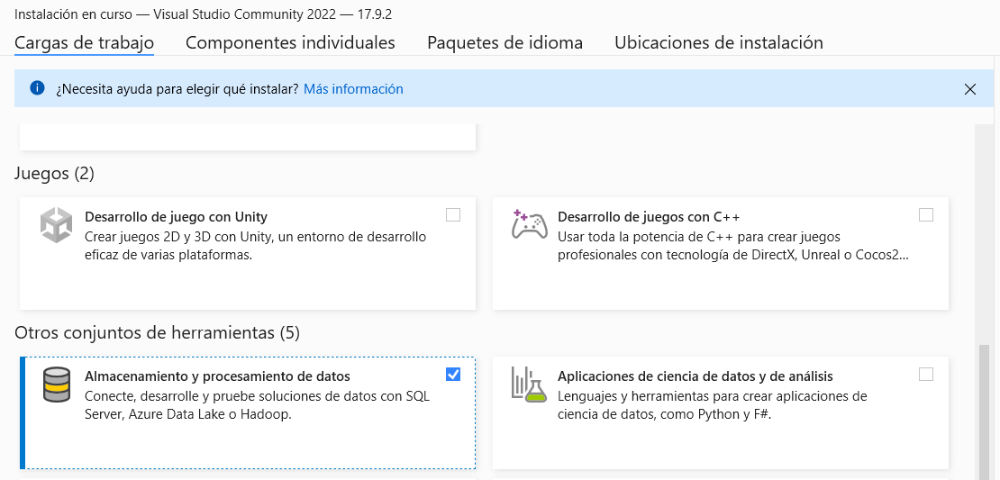 Instalación en curso — Visual Studio Community 2022 — 17.9.2
Cargas de trabajo Componentes individuales Paquetes de idioma Ubicaciones de instalación
¿Necesita ayuda para elegir qué instalar? Más información
Juegos (2)
Desarrollo de juego con Unity
Crear juegos 2D y 3D con Unity, un entorno de desarrollo
eficaz de varias plataformas.
Desarrollo de juegos con C++
Usar toda la potencia de C++ para crear juegos
profesionales con tecnología de DirectX, Unreal o Cocos2...
Otros conjuntos de herramientas (5)
Almacenamiento y procesamiento de datos
Conecte, desarrolle y pruebe soluciones de datos con SQL
Server, Azure Data Lake o Hadoop.
Aplicaciones de ciencia de datos y de análisis
Lenguajes y herramientas para crear aplicaciones de
ciencia de datos, como Python y F#.